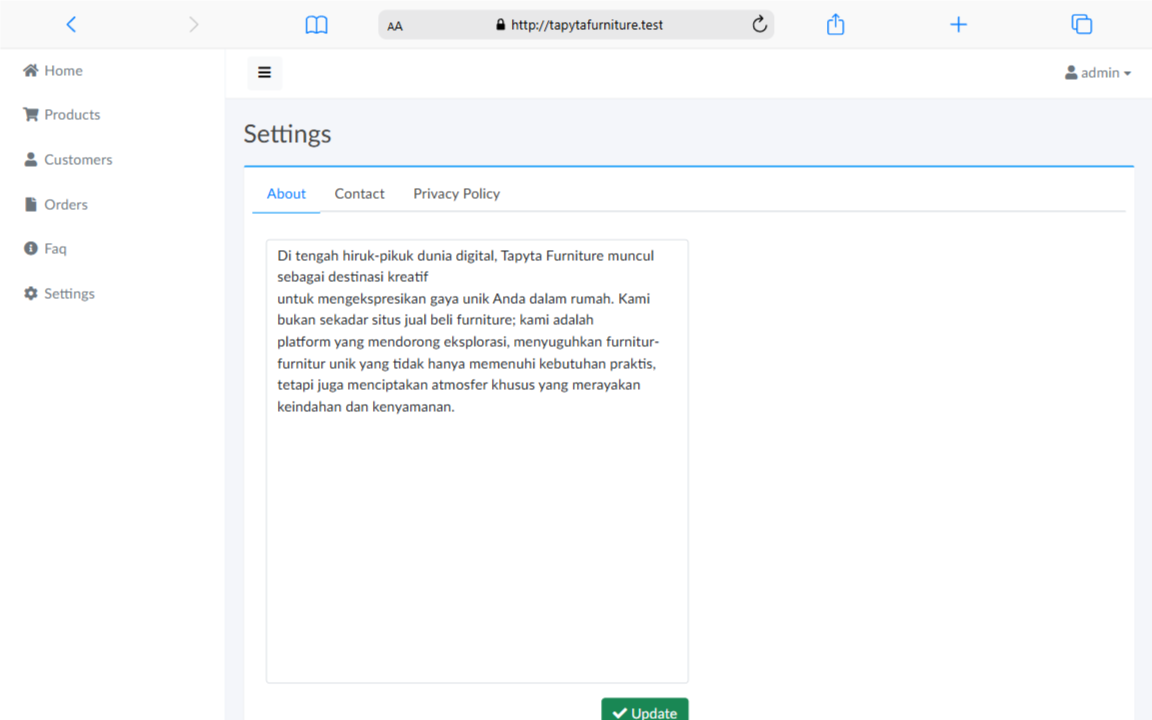 AA
http://tapytafurniture.test
Home
Products
Customers
Orders
Faq
Settings
admin
Settings
About Contact Privacy Policy
Di tengah hiruk-pikuk dunia digital, Tapyta Furniture muncul
sebagai destinasi kreatif
untuk mengekspresikan gaya unik Anda dalam rumah. Kami
bukan sekadar situs jual beli furniture; kami adalah
platform yang mendorong eksplorasi, menyuguhkan furnitur-
furnitur unik yang tidak hanya memenuhi kebutuhan praktis,
tetapi juga menciptakan atmosfer khusus yang merayakan
keindahan dan kenyamanan.
Update